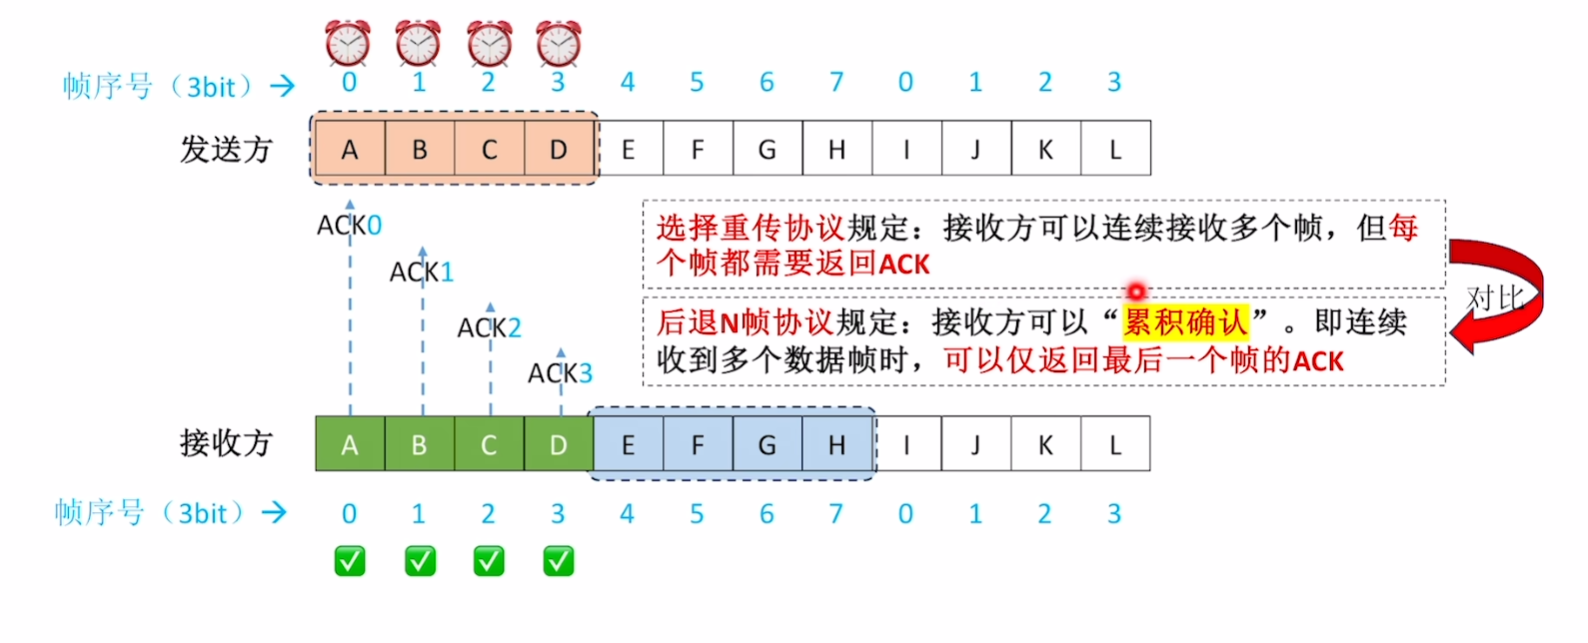 帧序号（3bit）→ 0 1 2 3 4 5 6 7 0 1 2 3
发送方 A B C D E F G H I J K L
ACK0
ACK1
ACK2
ACK3
选择重传协议规定：接收方可以连续接收多个帧，但每
个帧都需要返回ACK
对比
后退N帧协议规定：接收方可以“累积确认”。即连续
收到多个数据帧时，可以仅返回最后一个帧的ACK
接收方 A B C D E F G H I J K L
帧序号（3bit）→ 0 1 2 3 4 5 6 7 0 1 2 3